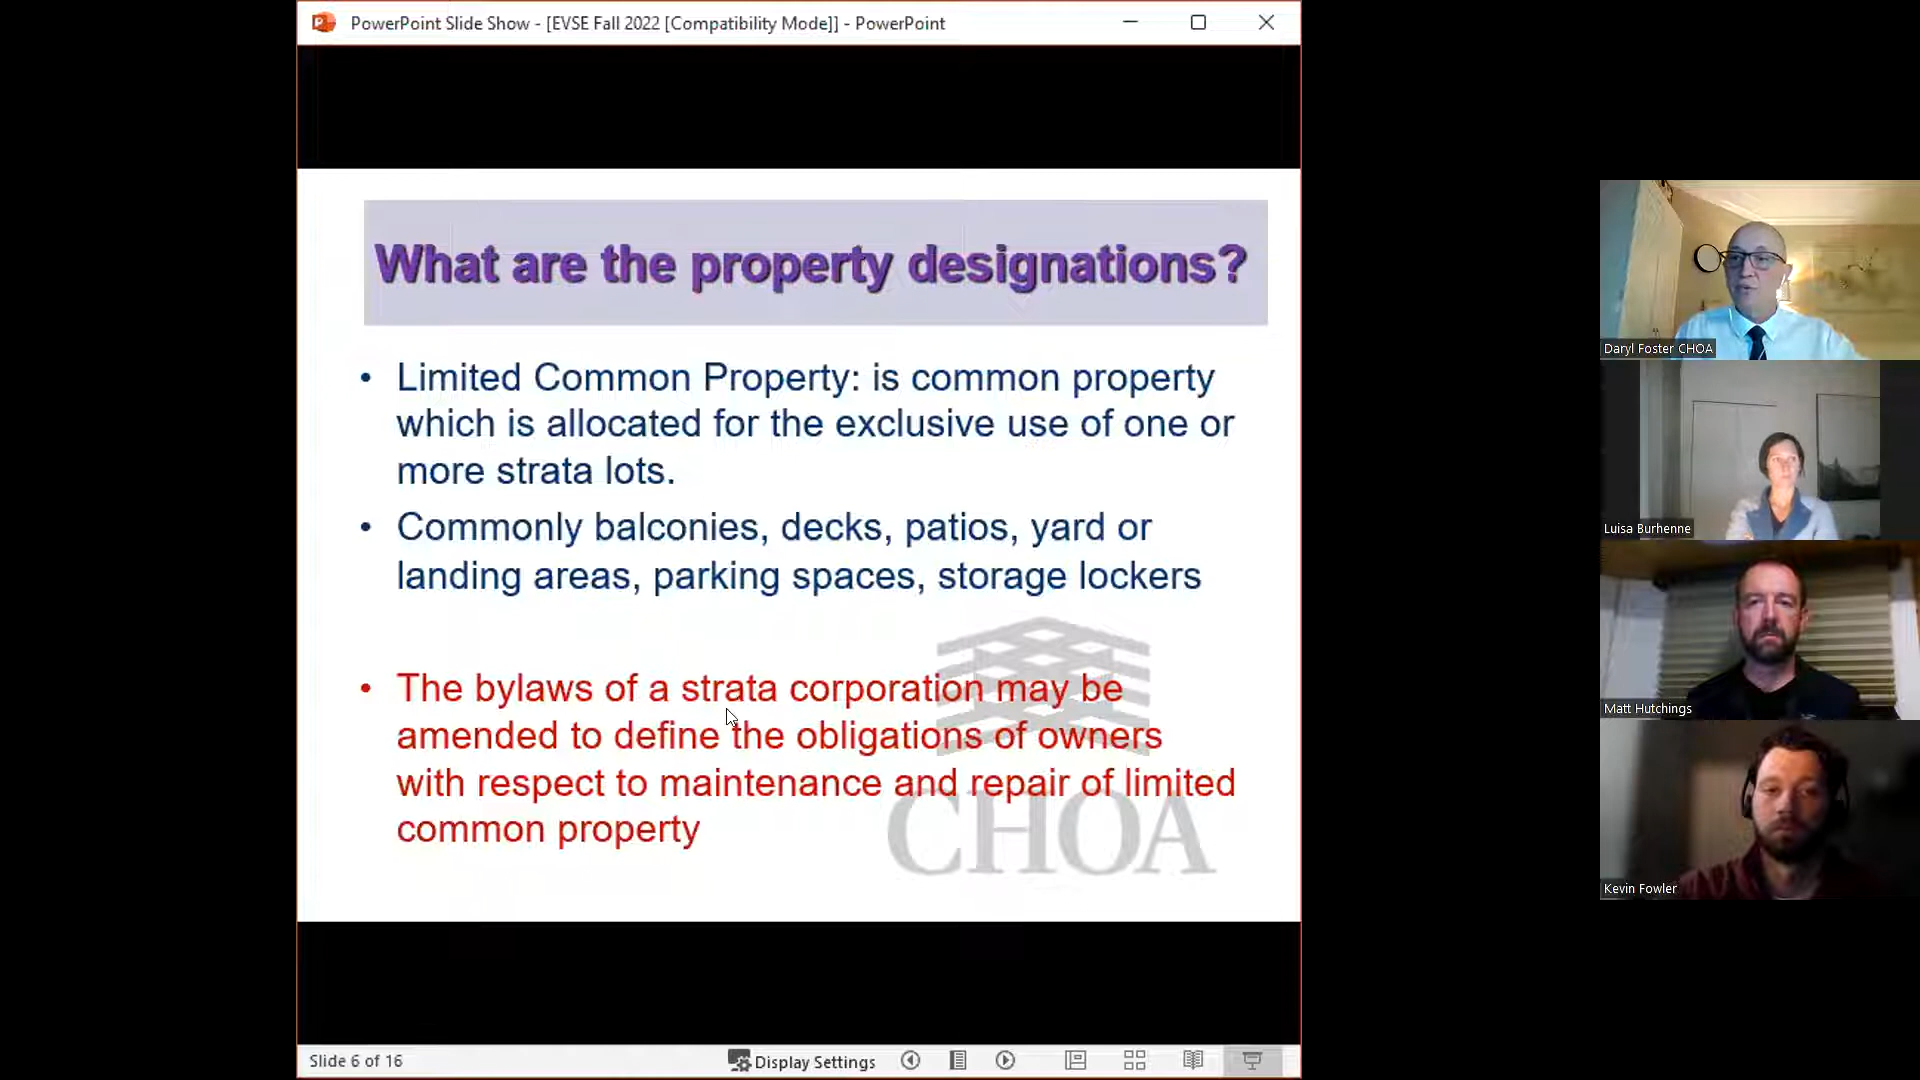 PowerPoint Slide Show - [EVSE Fall 2022 [Compatibility Mode]] - PowerPoint
What are the property designations?
• Limited Common Property: is common property
which is allocated for the exclusive use of one or
more strata lots.
• Commonly balconies, decks, patios, yard or
landing areas, parking spaces, storage lockers
• The bylaws of a strata corporation may be
amended to define the obligations of owners
with respect to maintenance and repair of limited
common property
CHOA
Slide 6 of 16
Display Settings
Daryl Foster CHOA
Luisa Burhenne
Matt Hutchings
Kevin Fowler